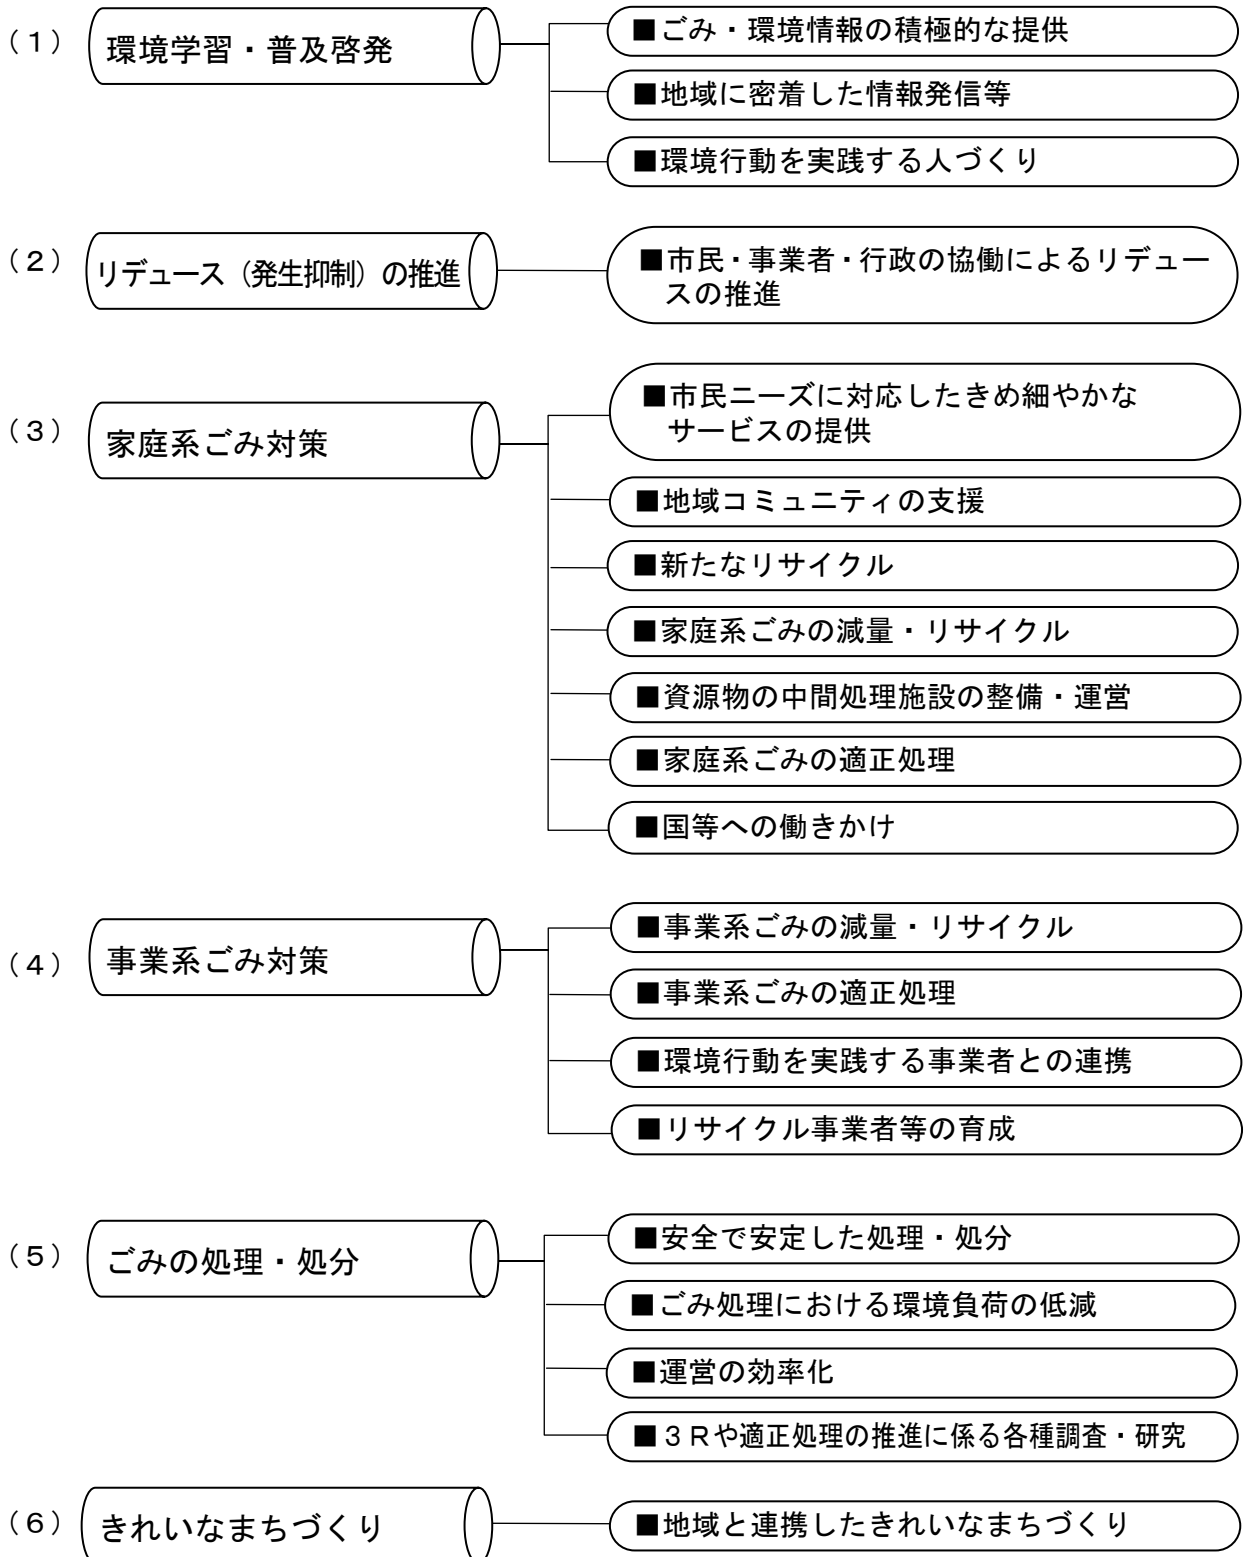 （1）
環境学習・普及啓発
■ごみ・環境情報の積極的な提供
■地域に密着した情報発信等
■環境行動を実践する人づくり
（2）
リデュース（発生抑制）の推進
■市民・事業者・行政の協働によるリデュー
スの推進
（3）
家庭系ごみ対策
■市民ニーズに対応したきめ細やかな
サービスの提供
■地域コミュニティの支援
■新たなリサイクル
■家庭系ごみの減量・リサイクル
■資源物の中間処理施設の整備・運営
■家庭系ごみの適正処理
■国等への働きかけ
（4）
事業系ごみ対策
■事業系ごみの減量・リサイクル
■事業系ごみの適正処理
■環境行動を実践する事業者との連携
■リサイクル事業者等の育成
（5）
ごみの処理・処分
■安全で安定した処理・処分
■ごみ処理における環境負荷の低減
■運営の効率化
■３Ｒや適正処理の推進に係る各種調査・研究
（6）
きれいなまちづくり
■地域と連携したきれいなまちづくり